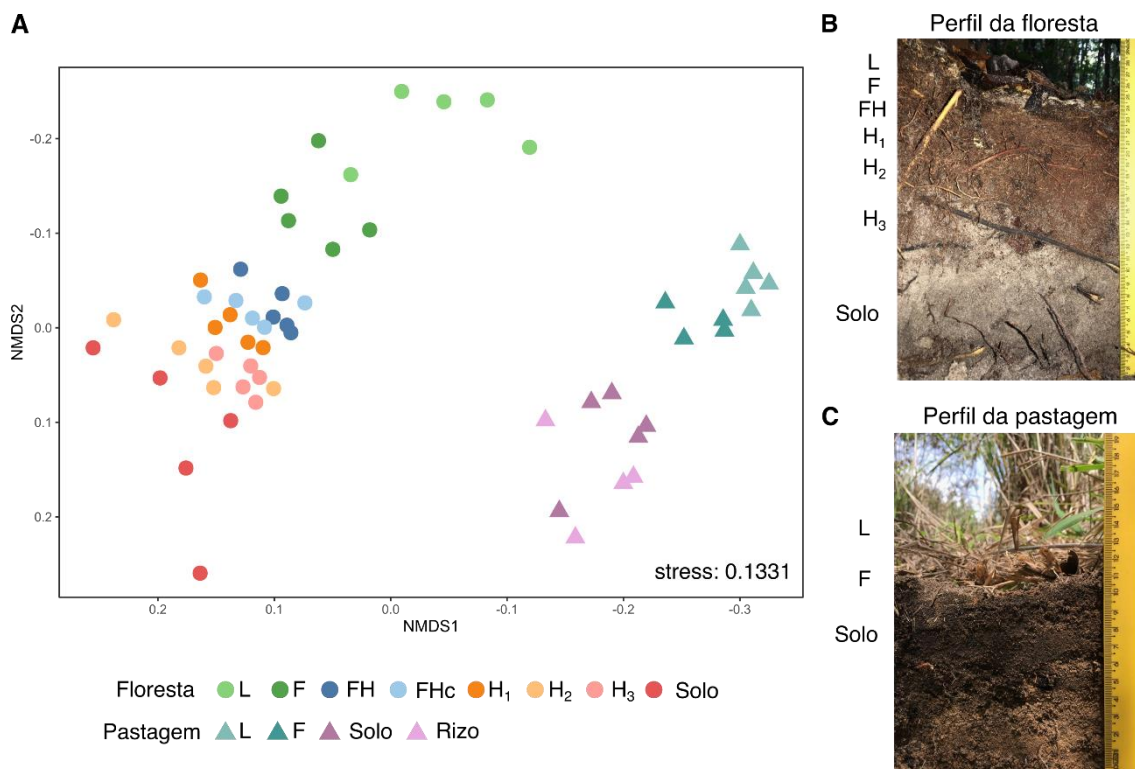 A
-0.2
-0.1
0.0
0.1
0.2
NMDS2
0.2
0.1
0.0
-0.1
-0.2
-0.3
NMDS1
stress: 0.1331
Floresta L F FH FHc H₁ H₂ H₃ Solo
Pastagem L F Solo Rizo
B
Perfil da floresta
L
F
FH
H₁
H₂
H₃
Solo
C
Perfil da pastagem
L
F
Solo